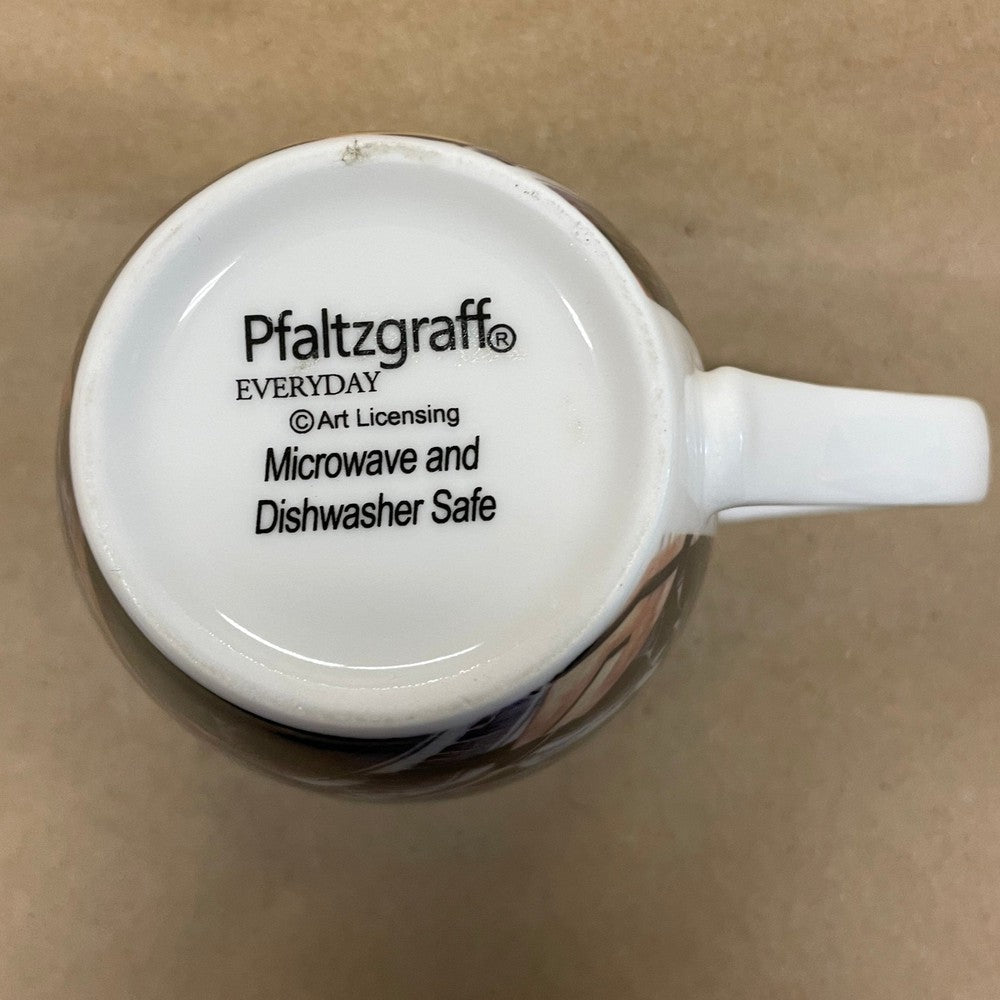 Pfaltzgraff®
EVERYDAY
© Art Licensing
Microwave and
Dishwasher Safe